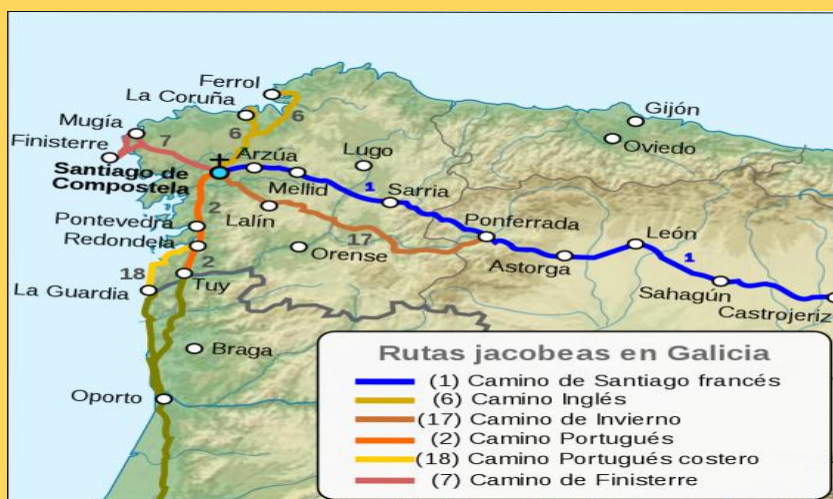 Ferrol
La Coruña
6
6
Gijón
Mugía
7
Oviedo
Finisterre
Arzúa
Lugo
Santiago de
Compostela
Mellid
1
Sarria
2
Lalín
Pontevedra
Ponferrada
León
Redondela
17
Orense
Astorga
1
2
18
Tuy
La Guardia
Sahagún
Castrojeriz
Braga
Oporto
Rutas jacobeas en Galicia
(1) Camino de Santiago francés
(6) Camino Inglés
(17) Camino de Invierno
(2) Camino Portugués
(18) Camino Portugués costero
(7) Camino de Finisterre